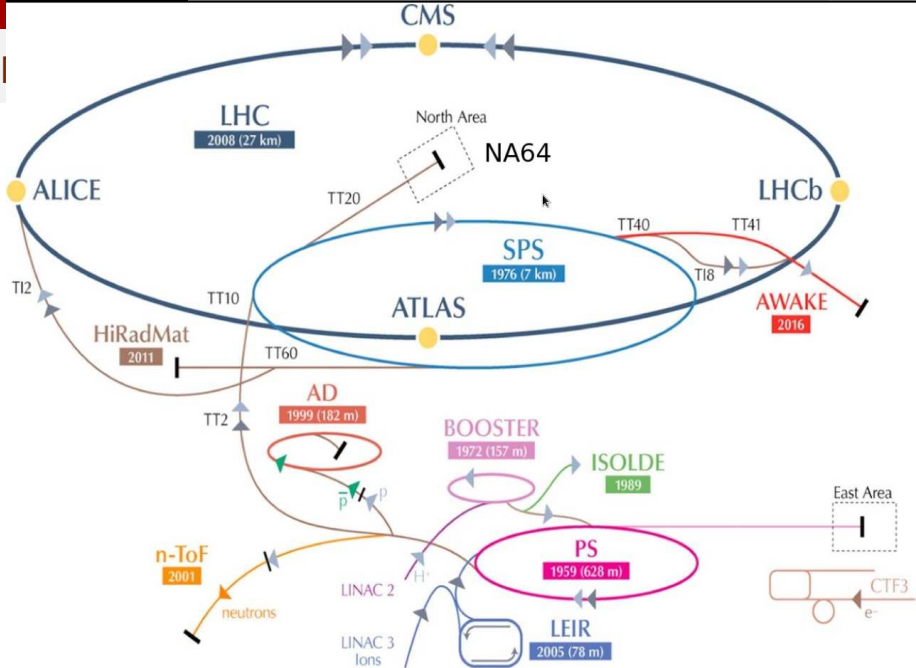 CMS
LHC
2008 (27 km)
North Area
NA64
ALICE
LHCb
TT20
TT40
TT41
SPS
1976 (7 km)
TI8
TI2
TT10
ATLAS
AWAKE
2016
HiRadMat
2011
TT60
AD
1999 (182 m)
TT2
BOOSTER
1972 (157 m)
ISOLDE
1989
East Area
p̅
p
n-ToF
2001
PS
1959 (628 m)
H⁺
LINAC 2
neutrons
CTF3
e⁻
LEIR
2005 (78 m)
LINAC 3
Ions